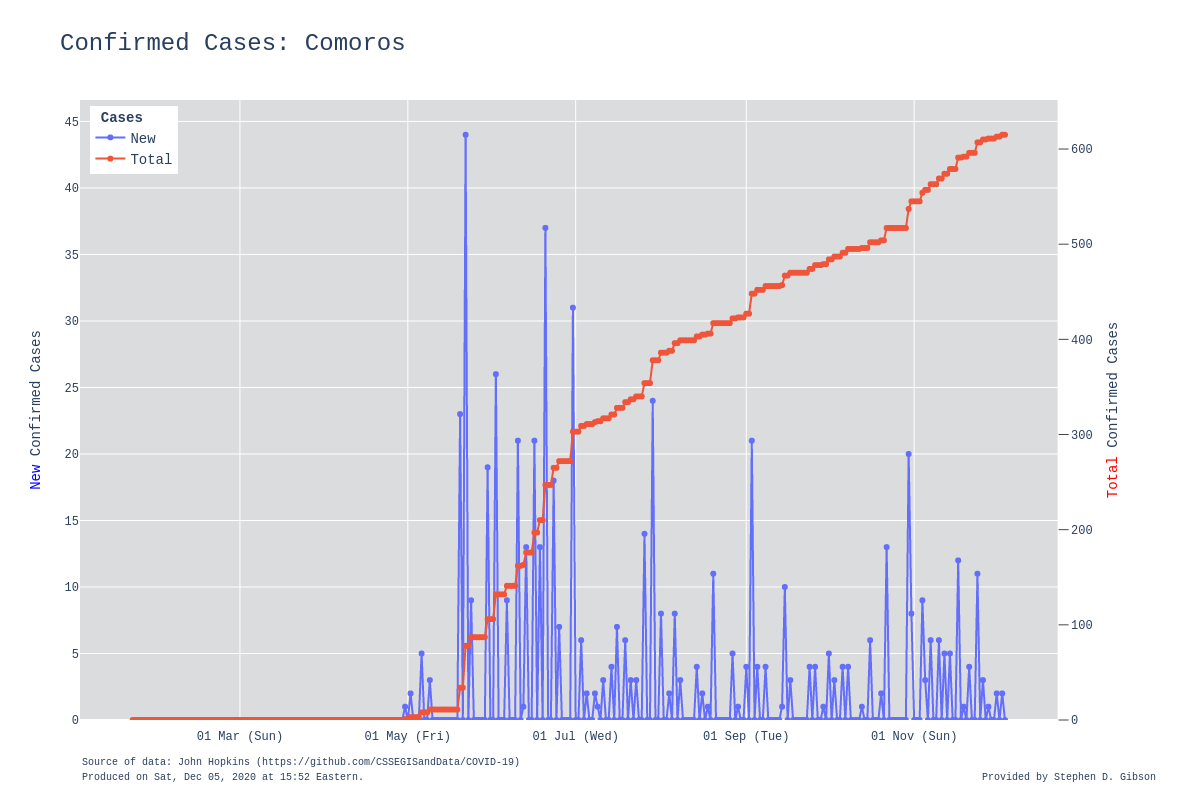 Confirmed Cases: Comoros
Cases
New
Total
45
40
35
30
25
20
15
10
5
0
New Confirmed Cases
600
500
400
300
200
100
0
Total Confirmed Cases
01 Mar (Sun)
01 May (Fri)
01 Jul (Wed)
01 Sep (Tue)
01 Nov (Sun)
Source of data: John Hopkins (https://github.com/CSSEGISandData/COVID-19)
Produced on Sat, Dec 05, 2020 at 15:52 Eastern.
Provided by Stephen D. Gibson